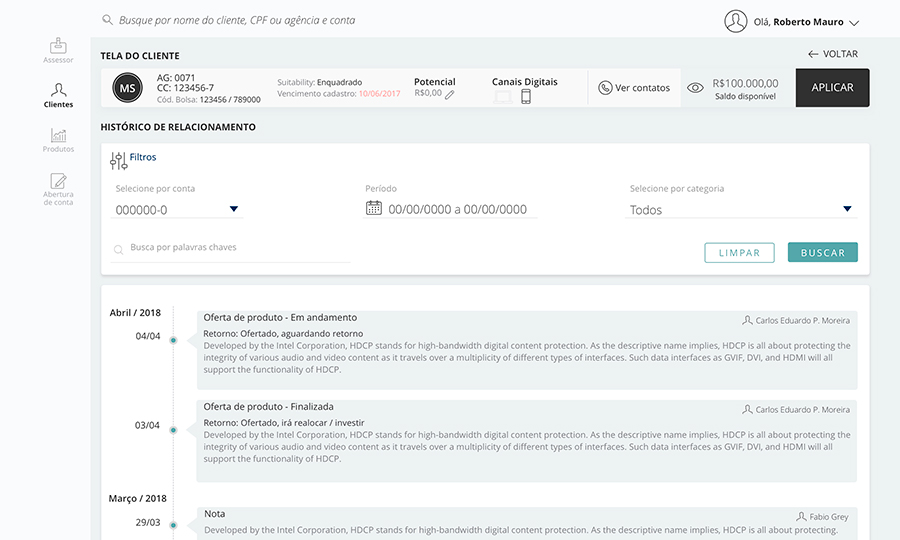 Busque por nome do cliente, CPF ou agência e conta
Olá, Roberto Mauro
Assessor
Clientes
Produtos
Abertura
de conta
TELA DO CLIENTE
VOLTAR
MS
AG: 0071
CC: 123456-7
Cód. Bolsa: 123456 / 789000
Suitability: Enquadrado
Vencimento cadastro: 10/06/2017
Potencial
R$0,00
Canais Digitais
Ver contatos
R$100.000,00
Saldo disponível
APLICAR
HISTÓRICO DE RELACIONAMENTO
Filtros
Selecione por conta
000000-0
Período
00/00/0000 a 00/00/0000
Selecione por categoria
Todos
Busca por palavras chaves
LIMPAR
BUSCAR
Abril / 2018
04/04
Oferta de produto - Em andamento
Carlos Eduardo P. Moreira
Retorno: Ofertado, aguardando retorno
Developed by the Intel Corporation, HDCP stands for high-bandwidth digital content protection. As the descriptive name implies, HDCP is all about protecting the
integrity of various audio and video content as it travels over a multiplicity of different types of interfaces. Such data interfaces as GVIF, DVI, and HDMI will all
support the functionality of HDCP.
03/04
Oferta de produto - Finalizada
Carlos Eduardo P. Moreira
Retorno: Ofertado, irá realocar / investir
Developed by the Intel Corporation, HDCP stands for high-bandwidth digital content protection. As the descriptive name implies, HDCP is all about protecting the
integrity of various audio and video content as it travels over a multiplicity of different types of interfaces. Such data interfaces as GVIF, DVI, and HDMI will all
support the functionality of HDCP.
Março / 2018
29/03
Nota
Fabio Grey
Developed by the Intel Corporation, HDCP stands for high-bandwidth digital content protection. As the descriptive name implies, HDCP is all about protecting.